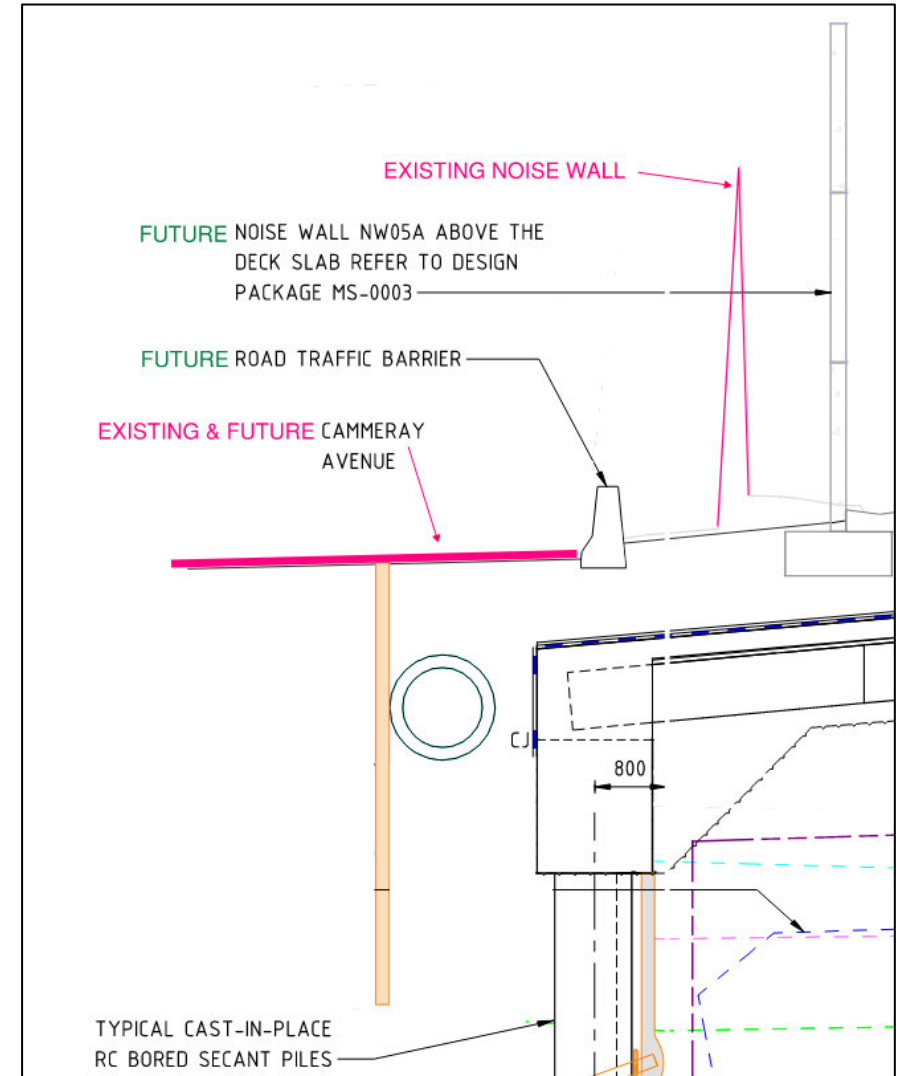 EXISTING NOISE WALL
FUTURE NOISE WALL NW05A ABOVE THE
DECK SLAB REFER TO DESIGN
PACKAGE MS-0003
FUTURE ROAD TRAFFIC BARRIER
EXISTING & FUTURE CAMMERAY
AVENUE
CJ
800
TYPICAL CAST-IN-PLACE
RC BORED SECANT PILES